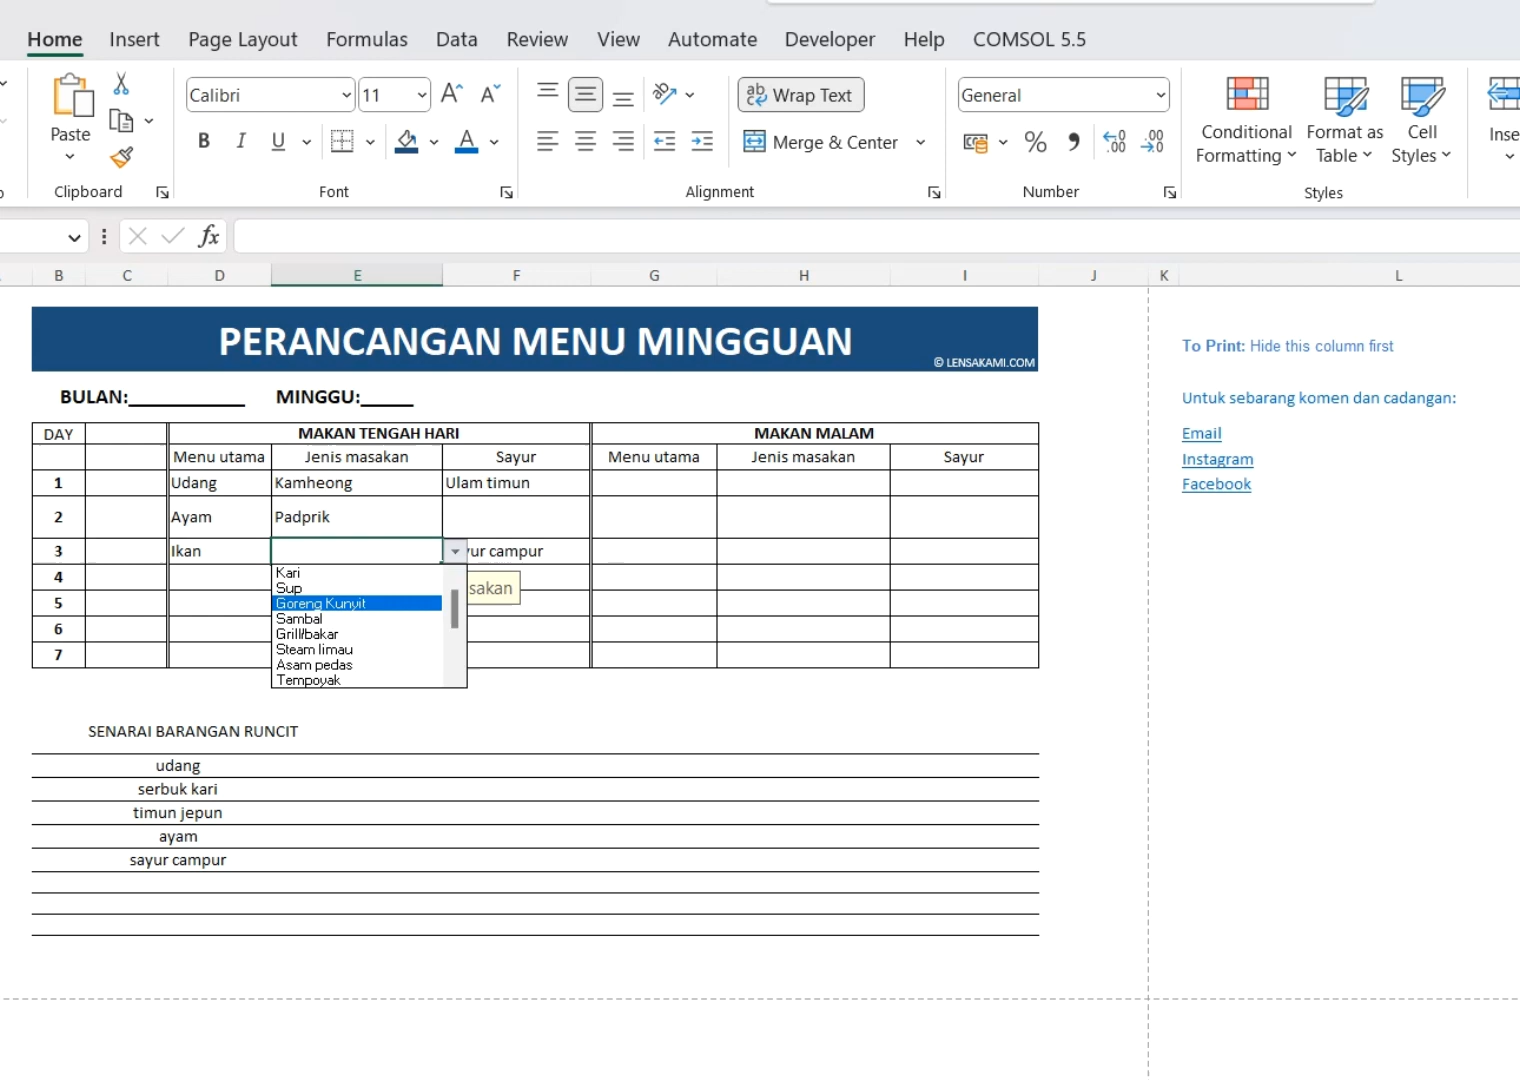 Home Insert Page Layout Formulas Data Review View Automate Developer Help COMSOL 5.5
Calibri 11 Wrap Text General
Paste B I U Merge & Center % Conditional Formatting Format as Table Cell Styles
Clipboard Font Alignment Number Styles
fx
B C D E F G H I J K L
PERANCANGAN MENU MINGGUAN
© LENSAKAMI.COM
To Print: Hide this column first
BULAN:____________ MINGGU:_____
Untuk sebarang komen dan cadangan:
Email
Instagram
Facebook
DAY MAKAN TENGAH HARI MAKAN MALAM
Menu utama Jenis masakan Sayur Menu utama Jenis masakan Sayur
1 Udang Kamheong Ulam timun
2 Ayam Padprik
3 Ikan ur campur
4
5
6
7
Kari
Sup
Goreng Kunyit
Sambal
Grill/bakar
Steam limau
Asam pedas
Tempoyak
sakan
SENARAI BARANGAN RUNCIT
udang
serbuk kari
timun jepun
ayam
sayur campur